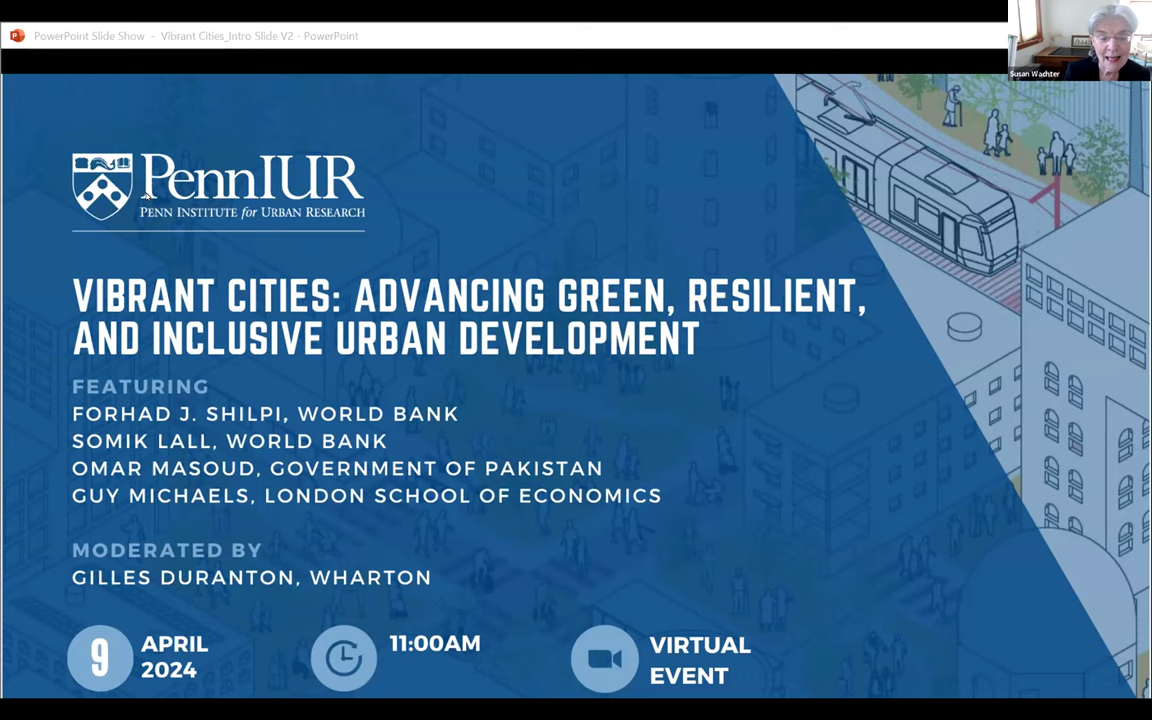 PowerPoint Slide Show - Vibrant Cities_Intro Slide V2 - PowerPoint
Susan Wachter
PennIUR
PENN INSTITUTE for URBAN RESEARCH
VIBRANT CITIES: ADVANCING GREEN, RESILIENT,
AND INCLUSIVE URBAN DEVELOPMENT
FEATURING
FORHAD J. SHILPI, WORLD BANK
SOMIK LALL, WORLD BANK
OMAR MASOUD, GOVERNMENT OF PAKISTAN
GUY MICHAELS, LONDON SCHOOL OF ECONOMICS
MODERATED BY
GILLES DURANTON, WHARTON
9
APRIL
2024
11:00AM
VIRTUAL
EVENT